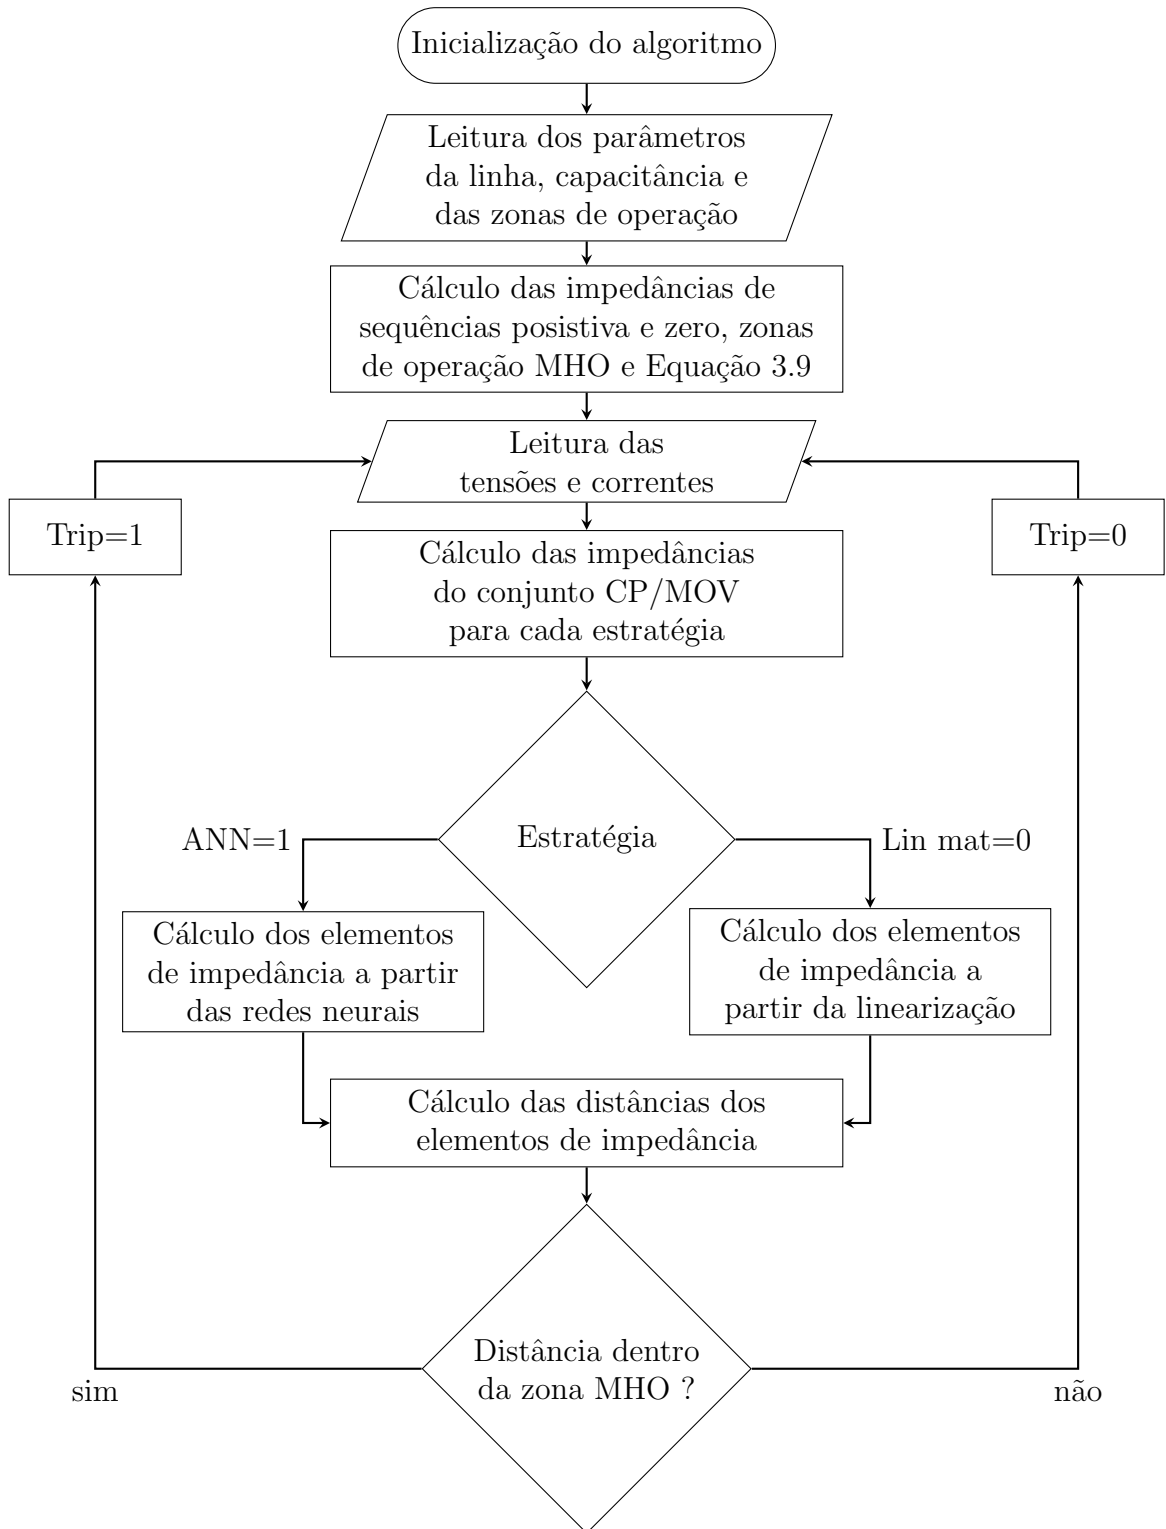 Inicialização do algoritmo
Leitura dos parâmetros
da linha, capacitância e
das zonas de operação
Cálculo das impedâncias de
sequências posistiva e zero, zonas
de operação MHO e Equação 3.9
Leitura das
tensões e correntes
Trip=1
Cálculo das impedâncias
do conjunto CP/MOV
para cada estratégia
Trip=0
ANN=1
Estratégia
Lin mat=0
Cálculo dos elementos
de impedância a partir
das redes neurais
Cálculo dos elementos
de impedância a
partir da linearização
Cálculo das distâncias dos
elementos de impedância
Distância dentro
da zona MHO ?
sim
não